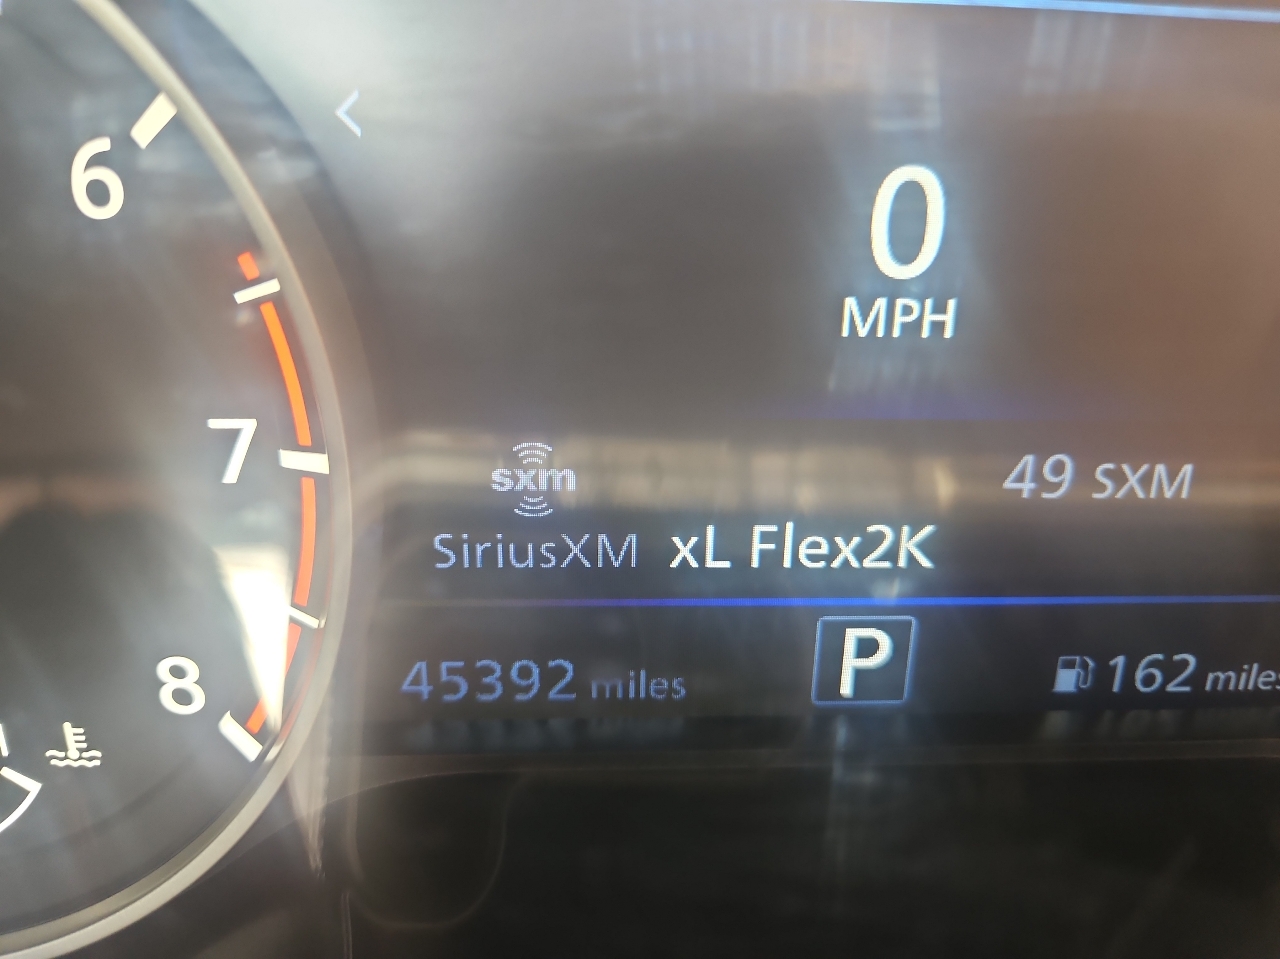 6
0
MPH
7
sxm
49 SXM
SiriusXM xL Flex2K
8
45392 miles
P
162 miles